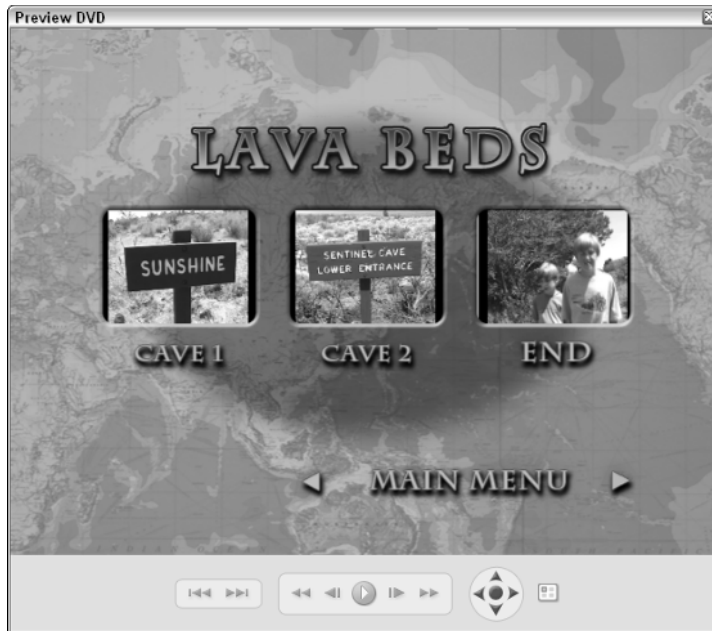 Preview DVD
LAVA BEDS
SUNSHINE
SENTINEL CAVE
LOWER ENTRANCE
CAVE 1
CAVE 2
END
MAIN MENU